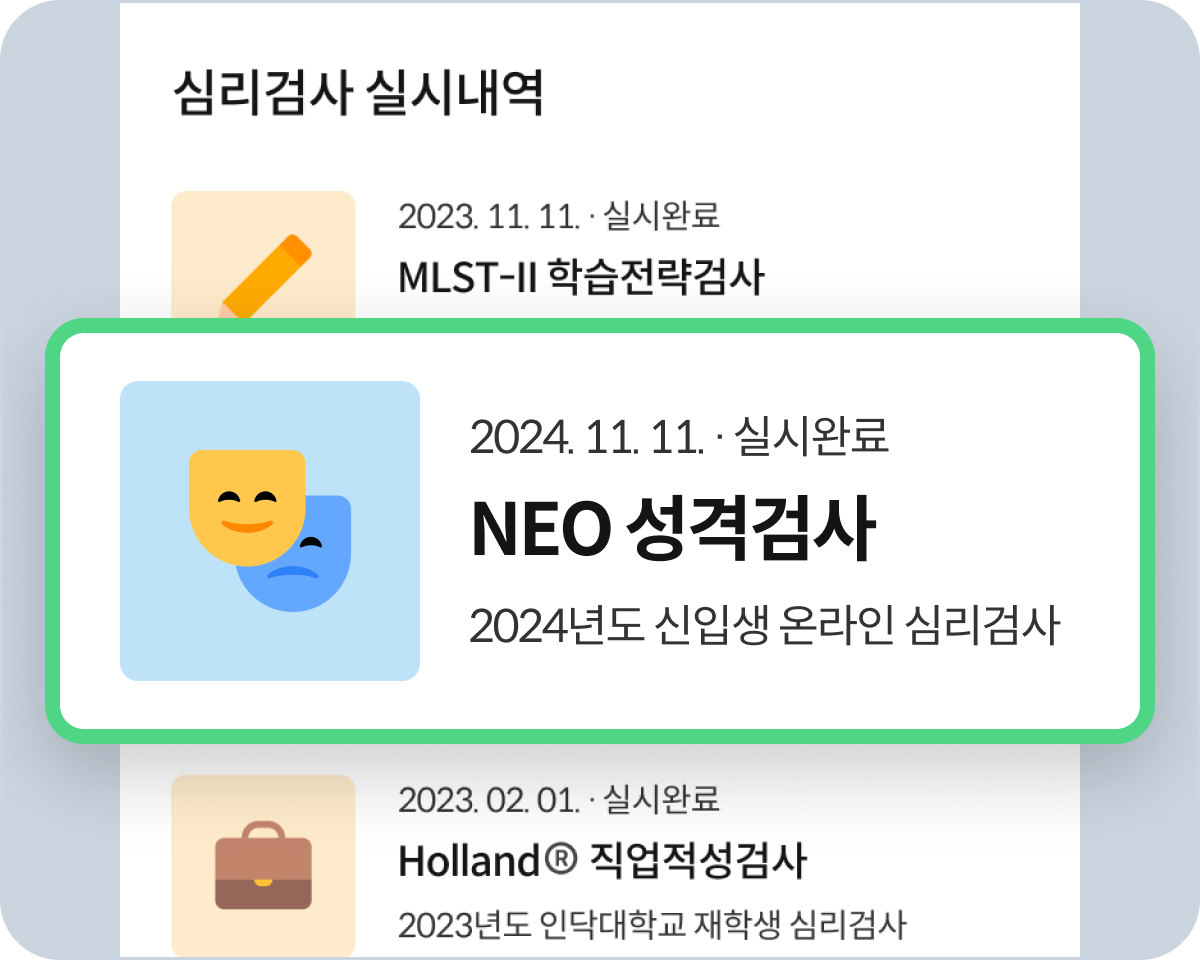 심리검사 실시내역
2023. 11. 11. · 실시완료
MLST-II 학습전략검사
2024. 11. 11. · 실시완료
NEO 성격검사
2024년도 신입생 온라인 심리검사
2023. 02. 01. · 실시완료
Holland® 직업적성검사
2023년도 인닥대학교 재학생 심리검사